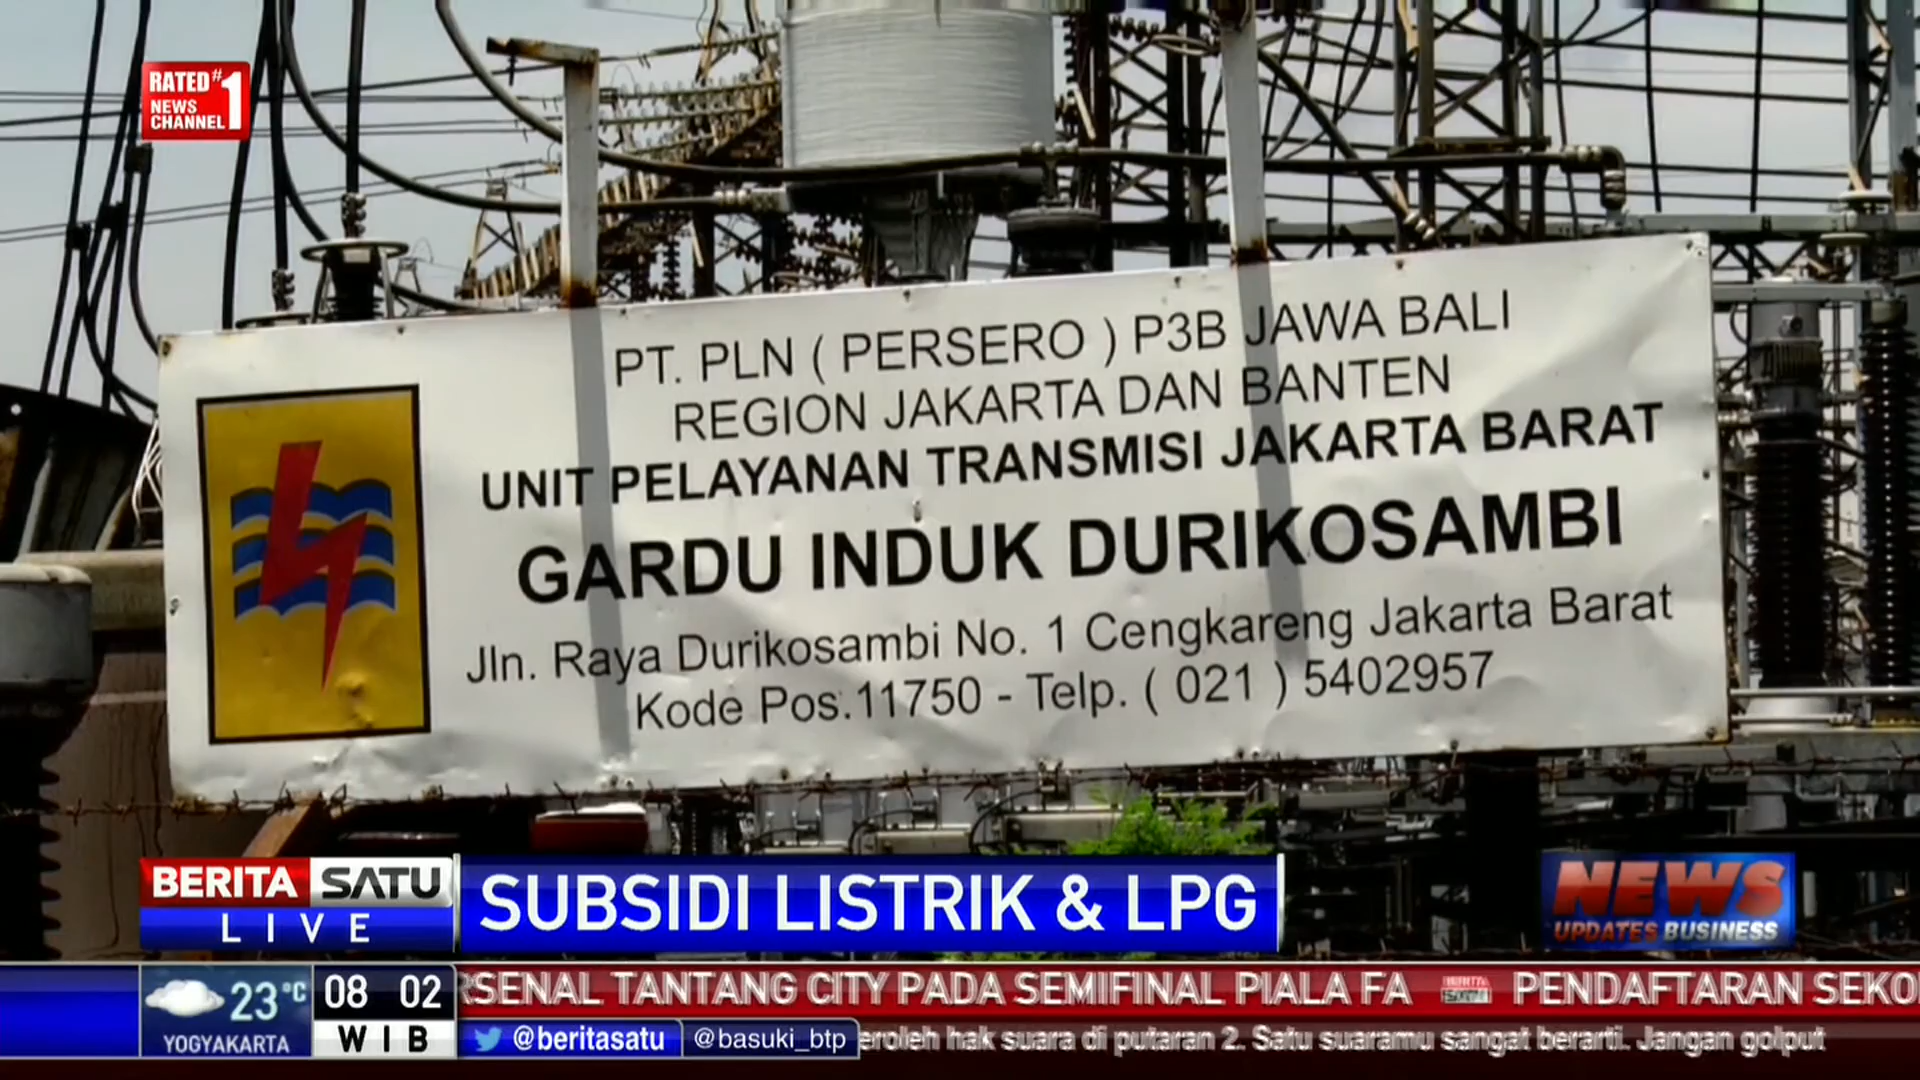 RATED #1
NEWS
CHANNEL
PT. PLN ( PERSERO ) P3B JAWA BALI
REGION JAKARTA DAN BANTEN
UNIT PELAYANAN TRANSMISI JAKARTA BARAT
GARDU INDUK DURIKOSAMBI
Jln. Raya Durikosambi No. 1 Cengkareng Jakarta Barat
Kode Pos.11750 - Telp. ( 021 ) 5402957
BERITA SATU
LIVE
SUBSIDI LISTRIK & LPG
NEWS
UPDATES BUSINESS
23°C
YOGYAKARTA
08 02
WIB
RSENAL TANTANG CITY PADA SEMIFINAL PIALA FA BERITA SATU PENDAFTARAN SEKO
@beritasatu @basuki_btp eroleh hak suara di putaran 2. Satu suaramu sangat berarti. Jangan golput